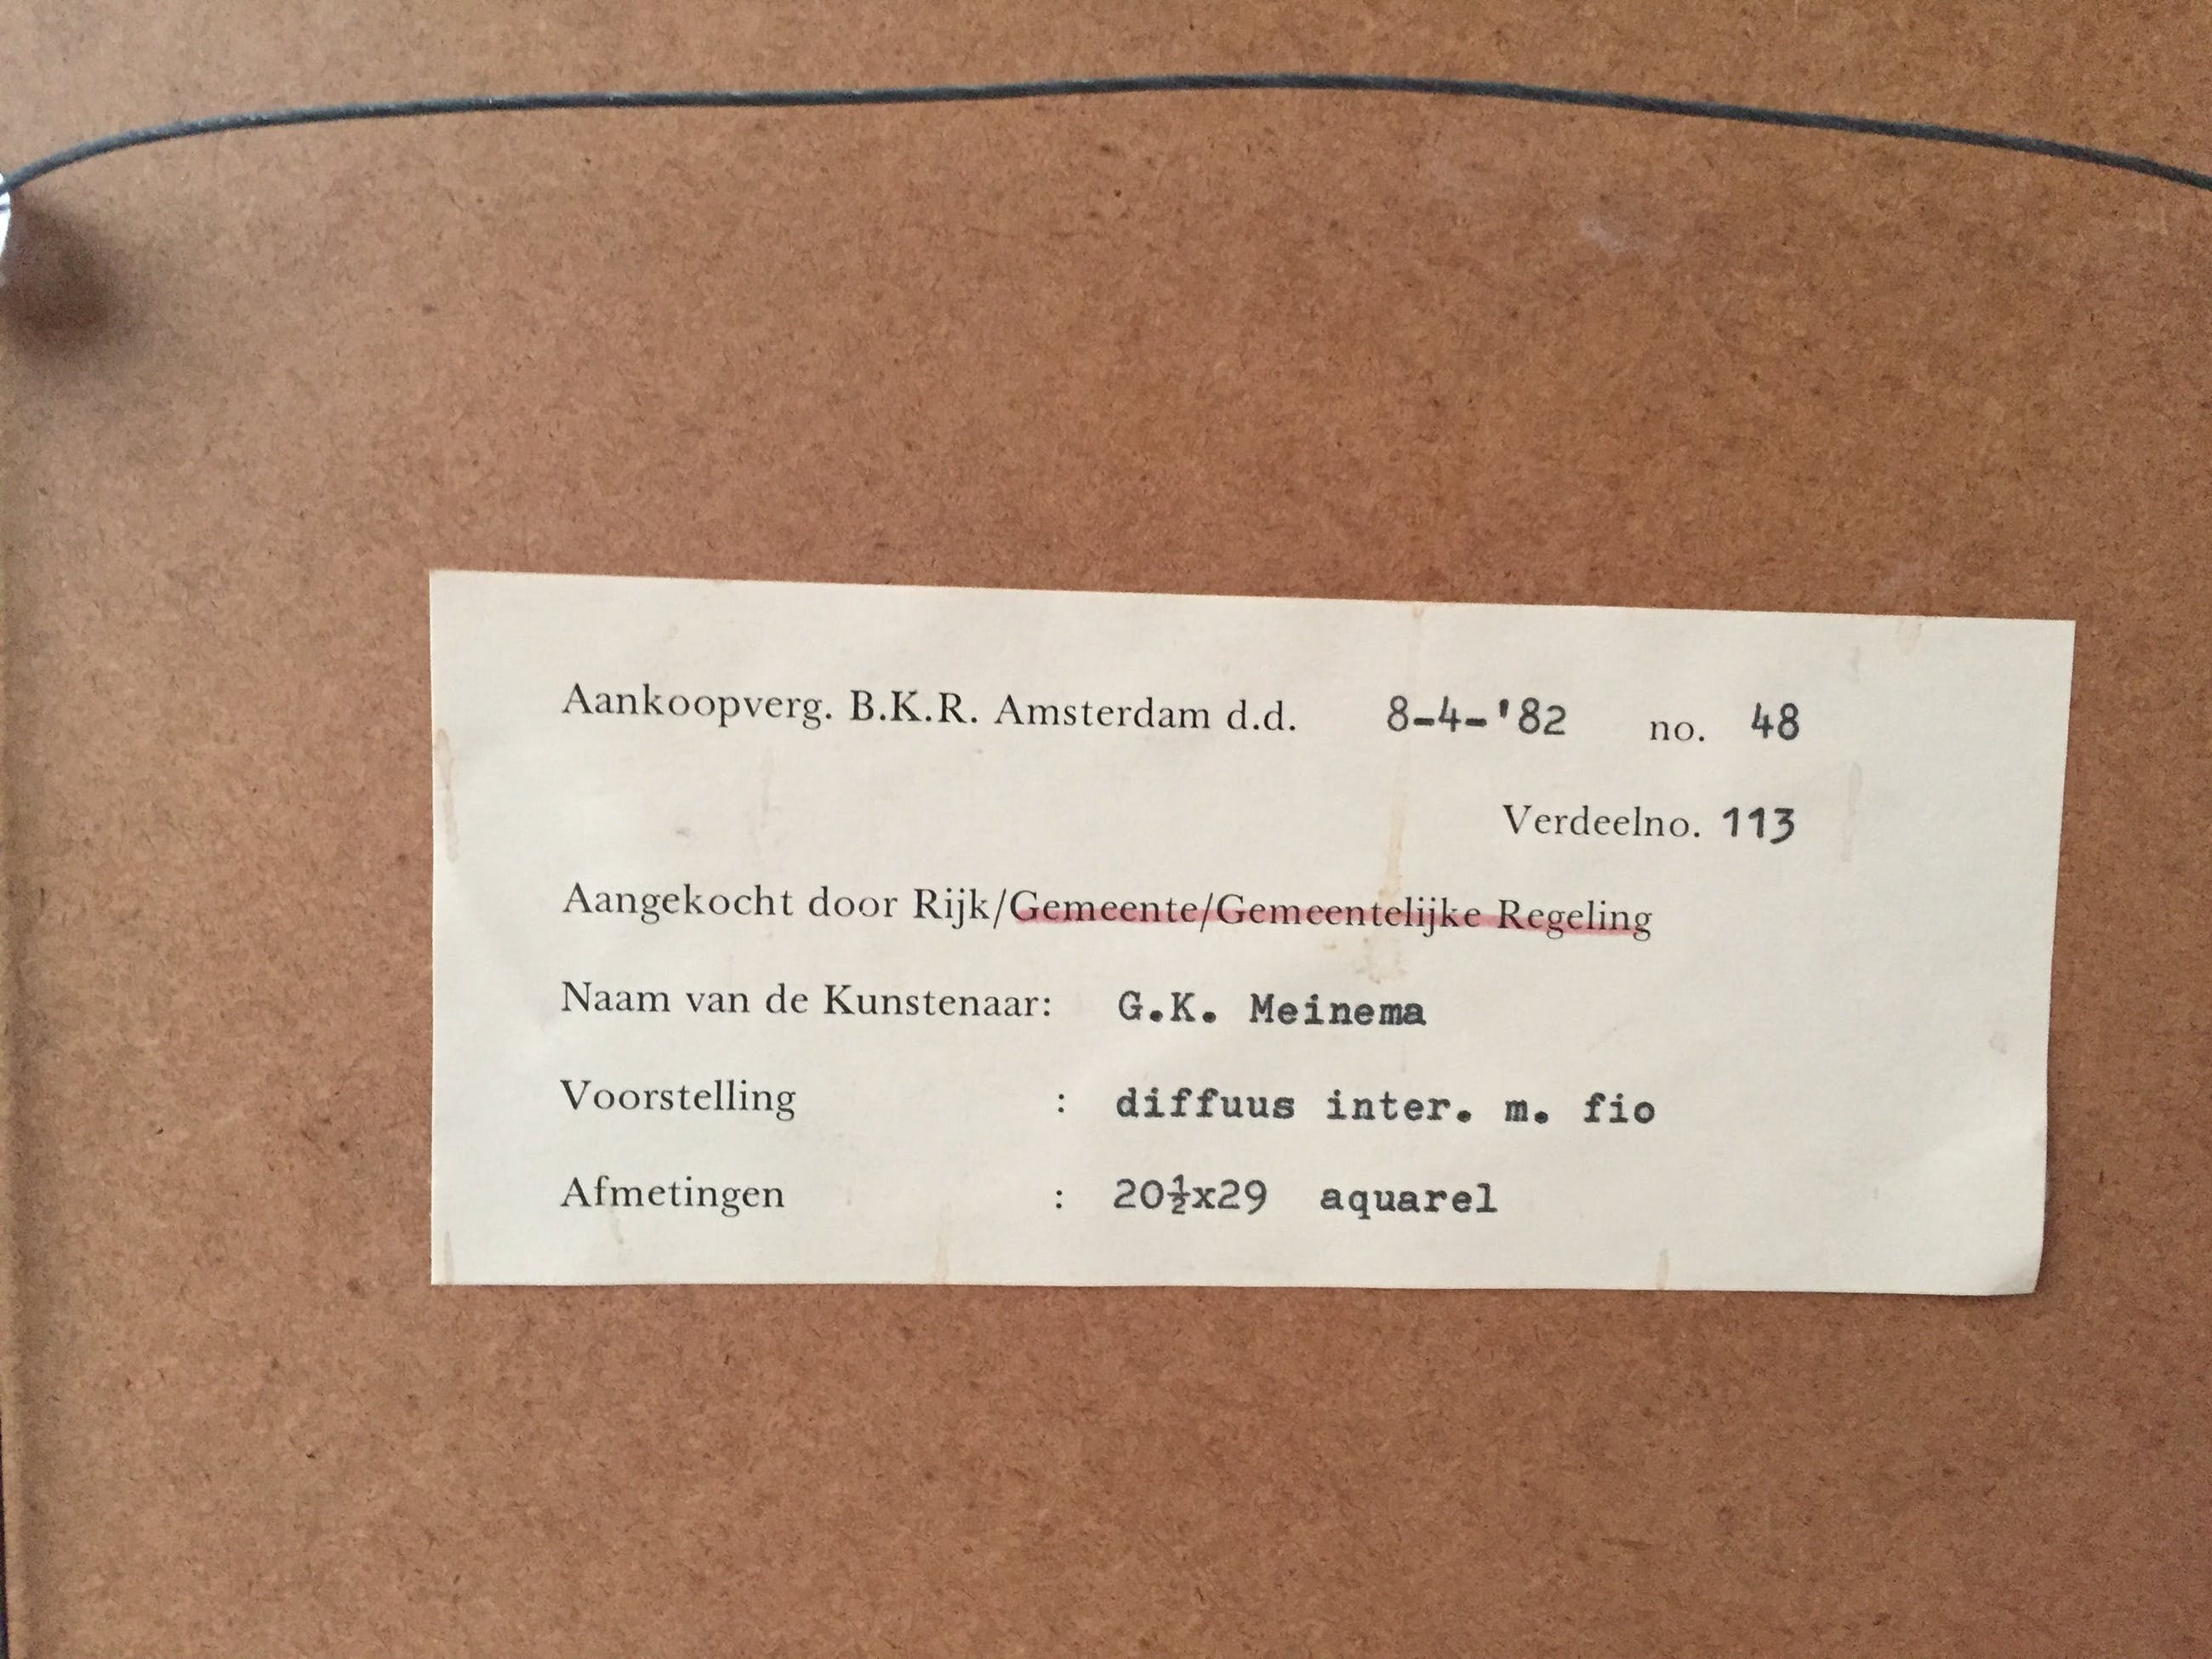 Aankoopverg. B.K.R. Amsterdam d.d. 8-4-'82 no. 48
Verdeelno. 113
Aangekocht door Rijk/Gemeente/Gemeentelijke Regeling
Naam van de Kunstenaar: G.K. Meinema
Voorstelling : diffuus inter. m. fio
Afmetingen : 20½x29 aquarel